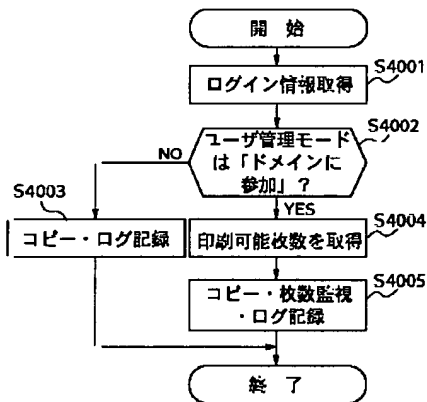 開 始
S4001
ログイン情報取得
S4002
ユーザ管理モード
は「ドメインに
参加」?
NO
YES
S4003
コピー・ログ記録
S4004
印刷可能枚数を取得
S4005
コピー・枚数監視
・ログ記録
終 了